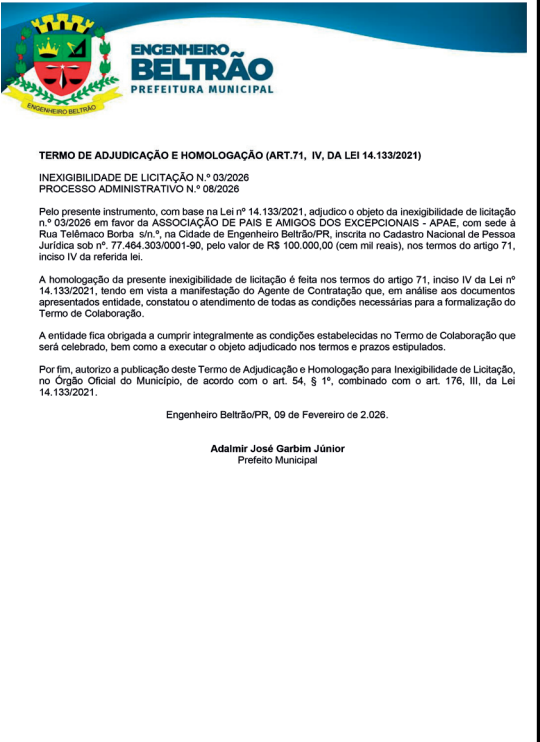 ENGENHEIRO
BELTRÃO
PREFEITURA MUNICIPAL
ENGENHEIRO BELTRÃO
TERMO DE ADJUDICAÇÃO E HOMOLOGAÇÃO (ART.71, IV, DA LEI 14.133/2021)
INEXIGIBILIDADE DE LICITAÇÃO N.º 03/2026
PROCESSO ADMINISTRATIVO N.º 08/2026
Pelo presente instrumento, com base na Lei nº 14.133/2021, adjudico o objeto da inexigibilidade de licitação
n.º 03/2026 em favor da ASSOCIAÇÃO DE PAIS E AMIGOS DOS EXCEPCIONAIS - APAE, com sede à
Rua Telêmaco Borba s/n.º, na Cidade de Engenheiro Beltrão/PR, inscrita no Cadastro Nacional de Pessoa
Jurídica sob nº. 77.464.303/0001-90, pelo valor de R$ 100.000,00 (cem mil reais), nos termos do artigo 71,
inciso IV da referida lei.
A homologação da presente inexigibilidade de licitação é feita nos termos do artigo 71, inciso IV da Lei nº
14.133/2021, tendo em vista a manifestação do Agente de Contratação que, em análise aos documentos
apresentados entidade, constatou o atendimento de todas as condições necessárias para a formalização do
Termo de Colaboração.
A entidade fica obrigada a cumprir integralmente as condições estabelecidas no Termo de Colaboração que
será celebrado, bem como a executar o objeto adjudicado nos termos e prazos estipulados.
Por fim, autorizo a publicação deste Termo de Adjudicação e Homologação para Inexigibilidade de Licitação,
no Órgão Oficial do Município, de acordo com o art. 54, § 1º, combinado com o art. 176, III, da Lei
14.133/2021.
Engenheiro Beltrão/PR, 09 de Fevereiro de 2.026.
Adalmir José Garbim Júnior
Prefeito Municipal